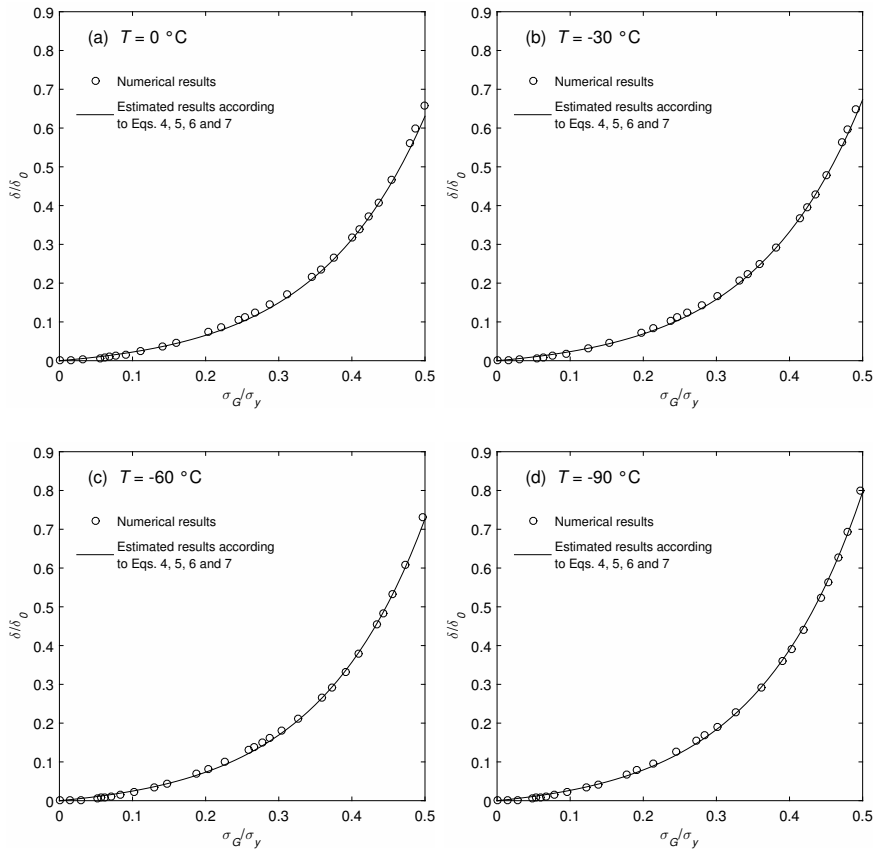 (a) T = 0 °C
Numerical results
Estimated results according
to Eqs. 4, 5, 6 and 7
0.9
0.8
0.7
0.6
0.5
0.4
0.3
0.2
0.1
0
δ/δ0
0 0.1 0.2 0.3 0.4 0.5
σG/σy
(b) T = -30 °C
Numerical results
Estimated results according
to Eqs. 4, 5, 6 and 7
0.9
0.8
0.7
0.6
0.5
0.4
0.3
0.2
0.1
0
δ/δ0
0 0.1 0.2 0.3 0.4 0.5
σG/σy
(c) T = -60 °C
Numerical results
Estimated results according
to Eqs. 4, 5, 6 and 7
0.9
0.8
0.7
0.6
0.5
0.4
0.3
0.2
0.1
0
δ/δ0
0 0.1 0.2 0.3 0.4 0.5
σG/σy
(d) T = -90 °C
Numerical results
Estimated results according
to Eqs. 4, 5, 6 and 7
0.9
0.8
0.7
0.6
0.5
0.4
0.3
0.2
0.1
0
δ/δ0
0 0.1 0.2 0.3 0.4 0.5
σG/σy